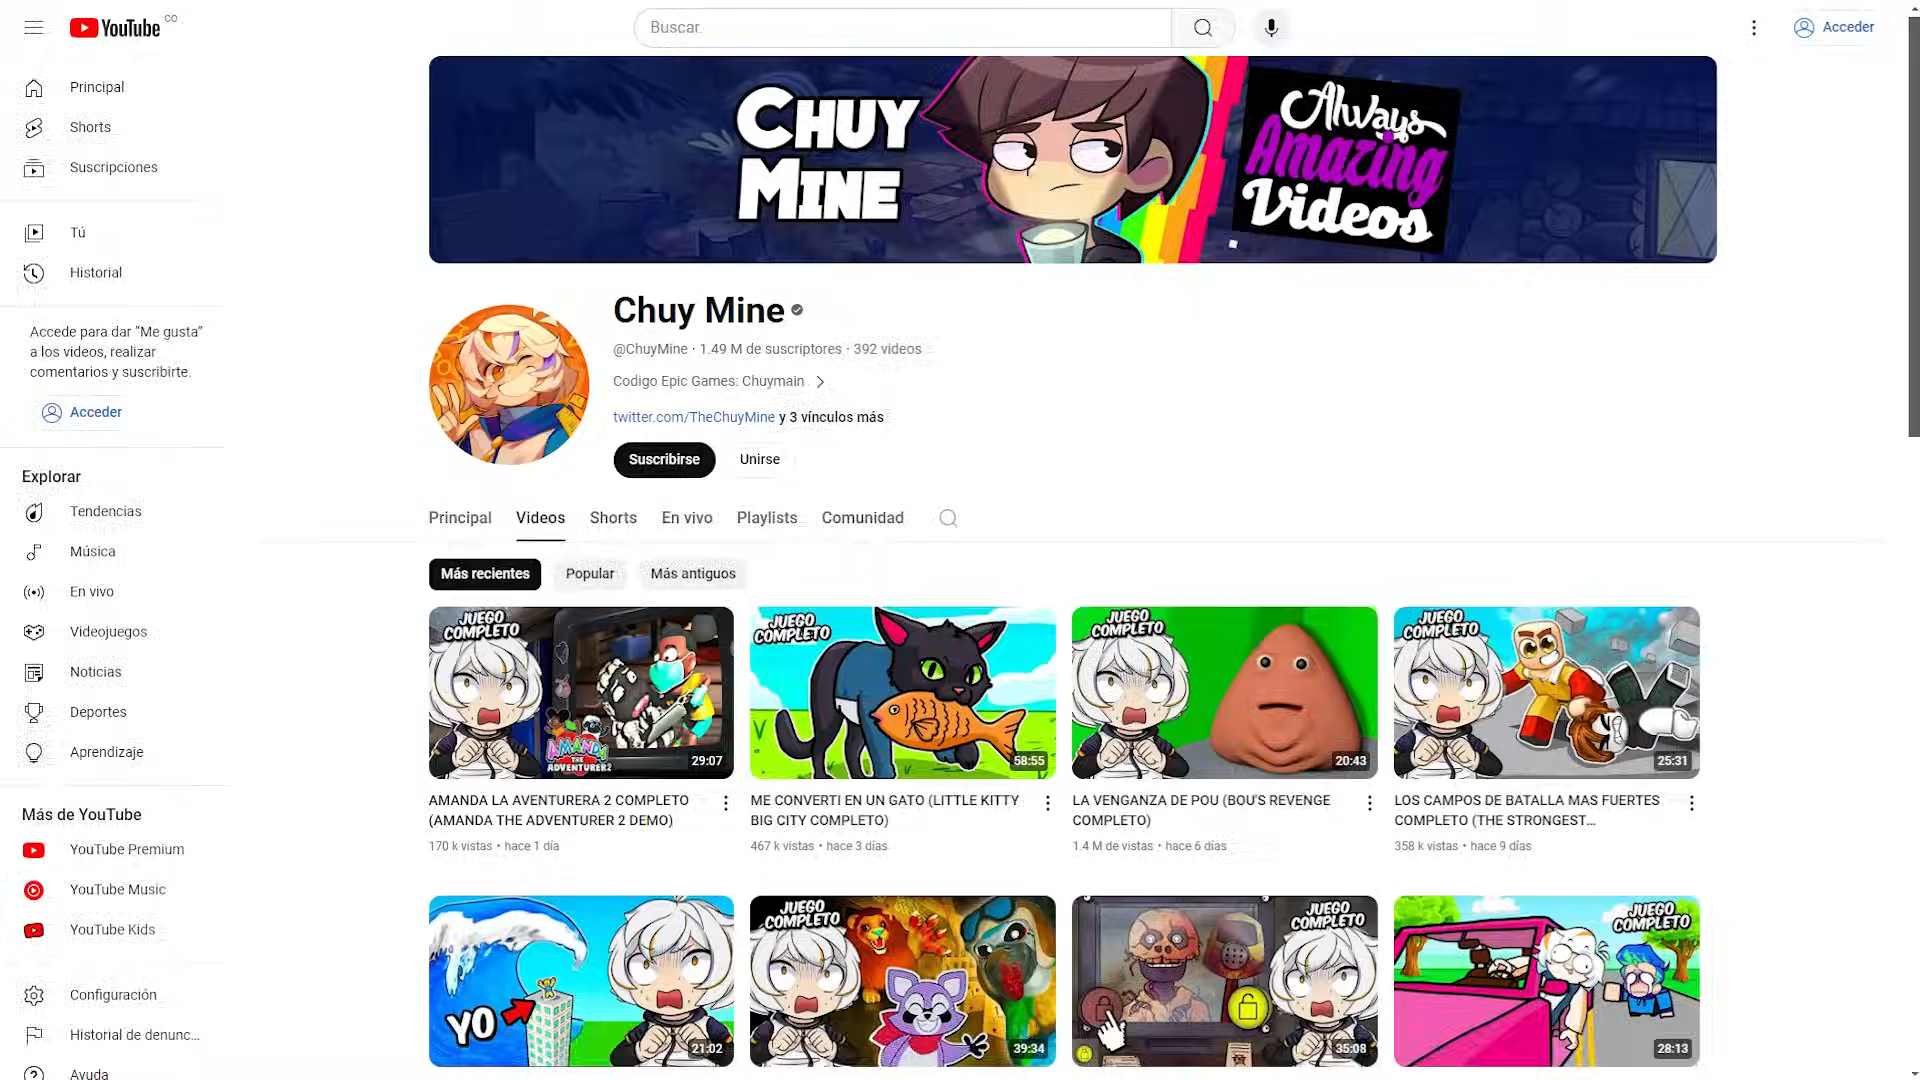 YouTube CO
Buscar
Acceder
Principal
Shorts
Suscripciones
Tú
Historial
Accede para dar “Me gusta”
a los videos, realizar
comentarios y suscribirte.
Acceder
Explorar
Tendencias
Música
En vivo
Videojuegos
Noticias
Deportes
Aprendizaje
Más de YouTube
YouTube Premium
YouTube Music
YouTube Kids
Configuración
Historial de denunc...
Ayuda
CHUY
MINE
Always
Amazing
Videos
Chuy Mine
@ChuyMine · 1.49 M de suscriptores · 392 videos
Codigo Epic Games: Chuymain
twitter.com/TheChuyMine y 3 vínculos más
Suscribirse
Unirse
Principal
Videos
Shorts
En vivo
Playlists
Comunidad
Más recientes
Popular
Más antiguos
JUEGO
COMPLETO
AMANDA
THE
ADVENTURER2
29:07
AMANDA LA AVENTURERA 2 COMPLETO
(AMANDA THE ADVENTURER 2 DEMO)
170 k vistas • hace 1 día
JUEGO
COMPLETO
58:55
ME CONVERTI EN UN GATO (LITTLE KITTY
BIG CITY COMPLETO)
467 k vistas • hace 3 días
JUEGO
COMPLETO
20:43
LA VENGANZA DE POU (BOU'S REVENGE
COMPLETO)
1.4 M de vistas • hace 6 días
JUEGO
COMPLETO
25:31
LOS CAMPOS DE BATALLA MAS FUERTES
COMPLETO (THE STRONGEST...
358 k vistas • hace 9 días
YO
21:02
JUEGO
COMPLETO
39:34
JUEGO
COMPLETO
35:08
JUEGO
COMPLETO
28:13